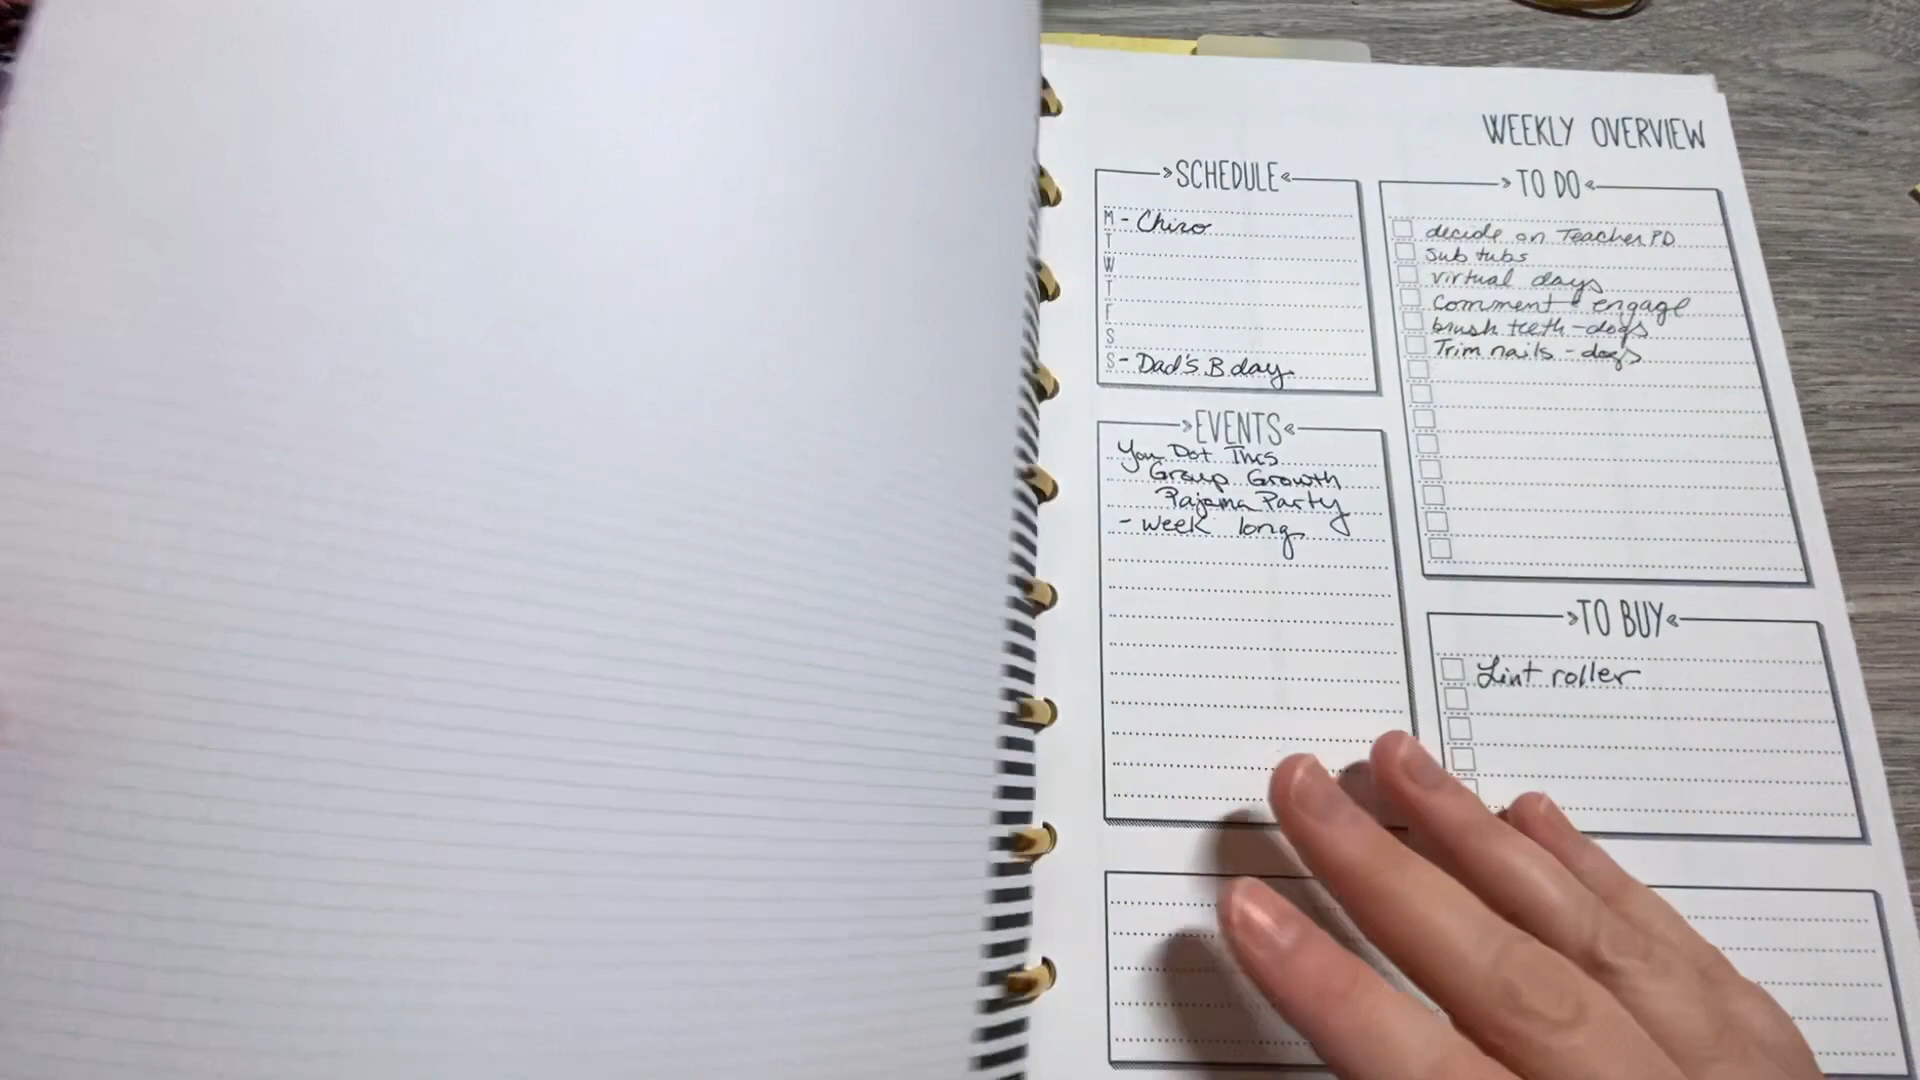 WEEKLY OVERVIEW
»SCHEDULE«
M - Chiro
T
W
T
F
S
S - Dad's B day
»EVENTS«
You Dot This
Group Growth
Pajama Party
- week long
»TO DO«
decide on Teacher PD
sub tubs
virtual days
comment & engage
brush teeth - dogs
Trim nails - dogs
»TO BUY«
Lint roller